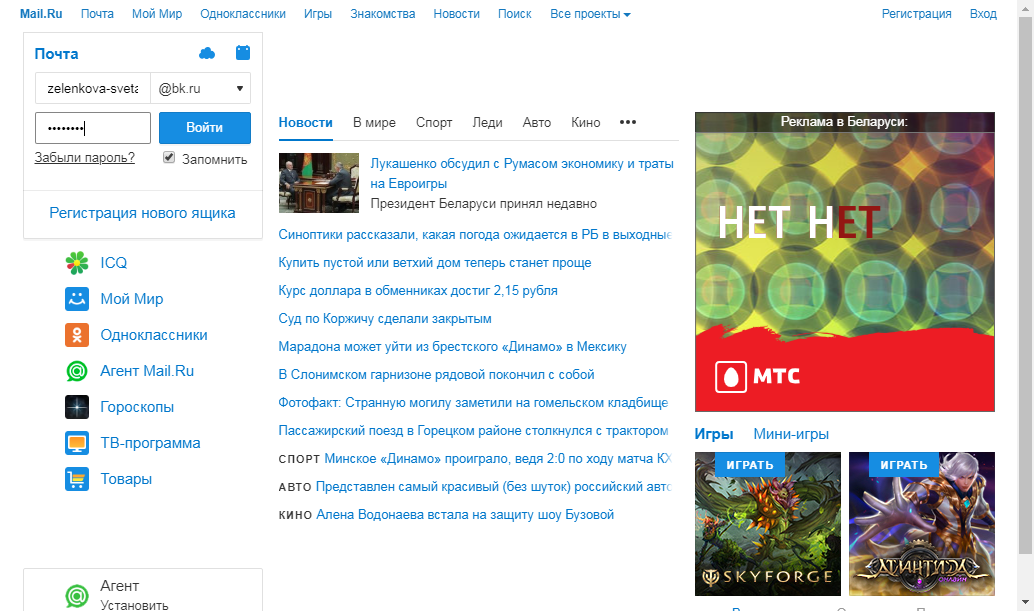 Mail.Ru Почта Мой Мир Одноклассники Игры Знакомства Новости Поиск Все проекты Регистрация Вход
Почта
zelenkova-sveta @bk.ru
Войти
Забыли пароль? Запомнить
Регистрация нового ящика
ICQ
Мой Мир
Одноклассники
Агент Mail.Ru
Гороскопы
ТВ-программа
Товары
Агент
Установить
Новости В мире Спорт Леди Авто Кино •••
Лукашенко обсудил с Румасом экономику и траты
на Евроигры
Президент Беларуси принял недавно
Синоптики рассказали, какая погода ожидается в РБ в выходные
Купить пустой или ветхий дом теперь станет проще
Курс доллара в обменниках достиг 2,15 рубля
Суд по Коржичу сделали закрытым
Марадона может уйти из брестского «Динамо» в Мексику
В Слонимском гарнизоне рядовой покончил с собой
Фотофакт: Странную могилу заметили на гомельском кладбище
Пассажирский поезд в Горецком районе столкнулся с трактором
СПОРТ Минское «Динамо» проиграло, ведя 2:0 по ходу матча КХ
АВТО Представлен самый красивый (без шуток) российский авто
КИНО Алена Водонаева встала на защиту шоу Бузовой
Реклама в Беларуси:
НЕТ НЕТ
МТС
Игры Мини-игры
ИГРАТЬ ИГРАТЬ
SKYFORGE АТЛАНТИДА
ОНЛАЙН